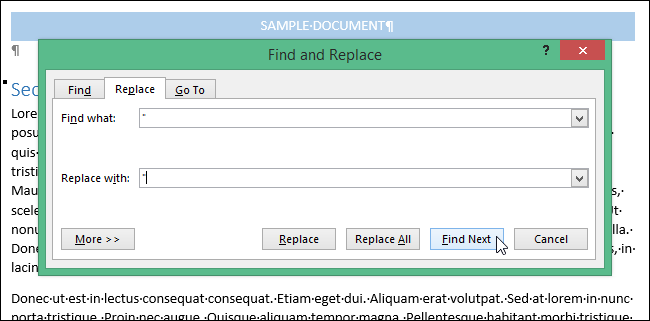 SAMPLE·DOCUMENT¶
¶
Find and Replace
?
Sec
Find
Replace
Go To
Lore
Find what: "
posu
quis·
tristi
Replace with: "
Mau
s,·
scele
Ut·
nonu
lla.·
More >>
Replace
Replace All
Find Next
Cancel
Done
s,·in
lacin
Donec·ut·est·in·lectus·consequat·consequat.·Etiam·eget·dui.·Aliquam·erat·volutpat.·Sed·at·lorem·in·nunc·
porta·tristique.·Proin·nec·augue.·Quisque·aliquam·tempor·magna.·Pellentesque·habitant·morbi·tristique·